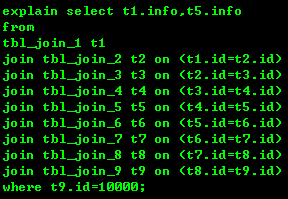 explain select t1.info,t5.info
from
tbl_join_1 t1
join tbl_join_2 t2 on (t1.id=t2.id)
join tbl_join_3 t3 on (t2.id=t3.id)
join tbl_join_4 t4 on (t3.id=t4.id)
join tbl_join_5 t5 on (t4.id=t5.id)
join tbl_join_6 t6 on (t5.id=t6.id)
join tbl_join_7 t7 on (t6.id=t7.id)
join tbl_join_8 t8 on (t7.id=t8.id)
join tbl_join_9 t9 on (t8.id=t9.id)
where t9.id=10000;